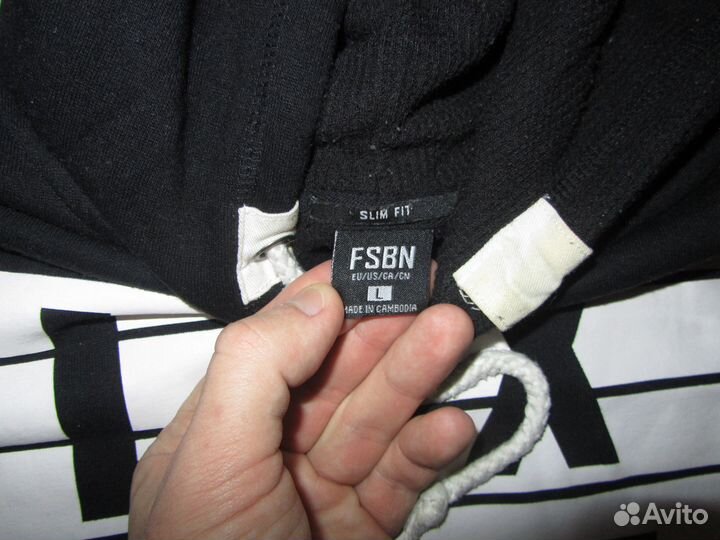 SLIM FIT
FSBN
EU/US/CA/CN
L
MADE IN CAMBODIA
Avito